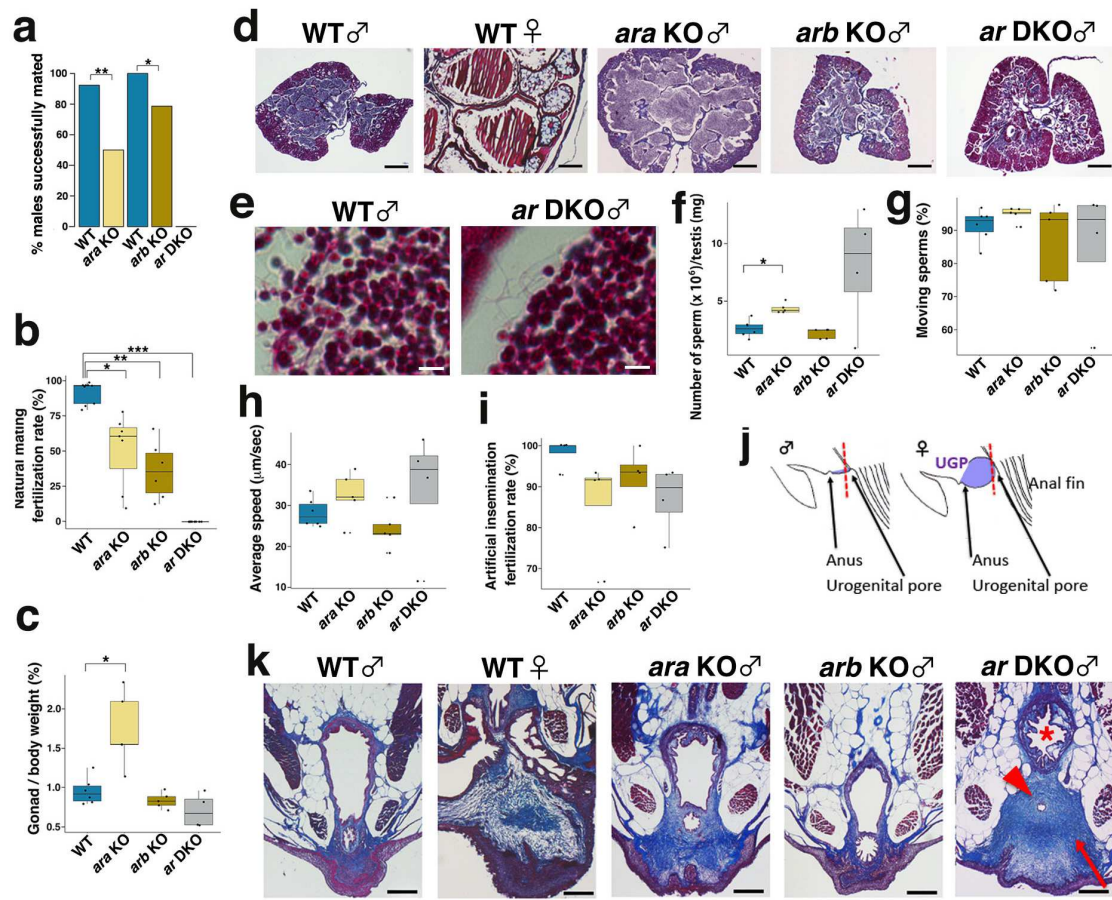 a
% males successfully mated
100
80
60
40
20
0
**
*
WT
ara KO
WT
arb KO
ar DKO
b
Natural mating
fertilization rate (%)
100
75
50
25
0
***
**
*
WT
ara KO
arb KO
ar DKO
c
Gonad / body weight (%)
2.0
1.5
1.0
0.5
*
WT
ara KO
arb KO
ar DKO
d
WT♂ WT♀ ara KO♂ arb KO♂ ar DKO♂
e
WT♂ ar DKO♂
f
Number of sperm (x 10⁶)/testis (mg)
10
5
*
WT
ara KO
arb KO
ar DKO
g
Moving sperms (%)
90
80
70
60
WT
ara KO
arb KO
ar DKO
h
Average speed (μm/sec)
40
30
20
10
WT
ara KO
arb KO
ar DKO
i
Artificial insemination
fertilization rate (%)
100
90
80
70
WT
ara KO
arb KO
ar DKO
j
♂ ♀
UGP
Anal fin
Anus
Urogenital pore
Anus
Urogenital pore
k
WT♂ WT♀ ara KO♂ arb KO♂ ar DKO♂
*